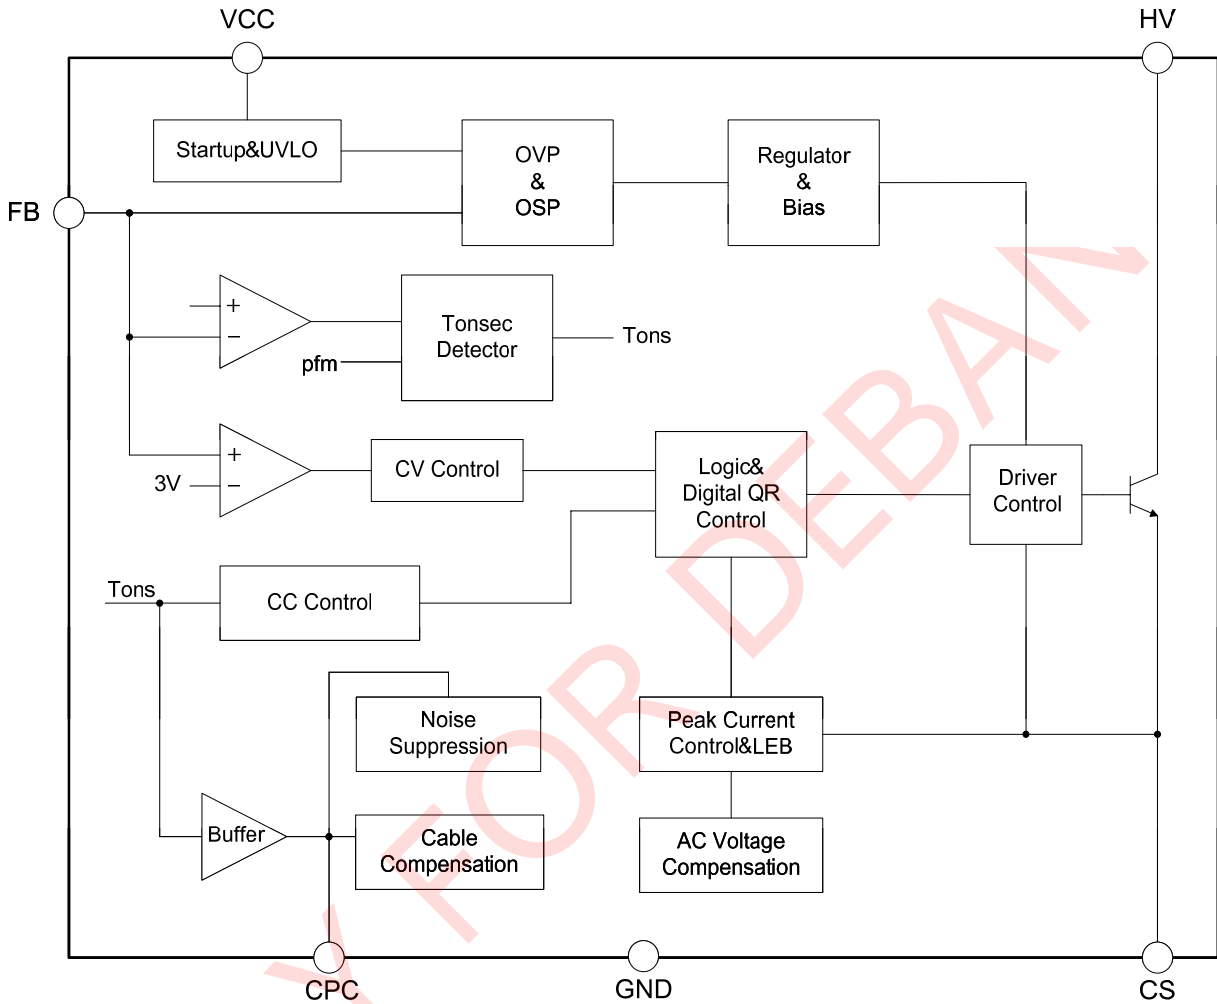 VCC
HV
Startup&UVLO
OVP
&
OSP
Regulator
&
Bias
FB
+
−
Tonsec
Detector
Tons
pfm
+
3V
−
CV Control
Logic&
Digital QR
Control
Driver
Control
Tons
CC Control
Noise
Suppression
Peak Current
Control&LEB
Buffer
Cable
Compensation
AC Voltage
Compensation
CPC
GND
CS
Y FOR DEBAN